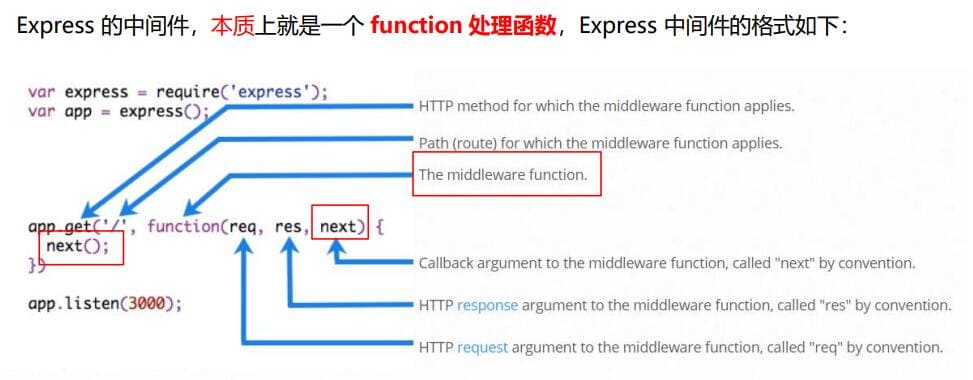 Express 的中间件，本质上就是一个 function 处理函数，Express 中间件的格式如下：
var express = require('express');
var app = express();
HTTP method for which the middleware function applies.
Path (route) for which the middleware function applies.
The middleware function.
app.get('/', function(req, res, next) {
next();
})
Callback argument to the middleware function, called "next" by convention.
app.listen(3000);
HTTP response argument to the middleware function, called "res" by convention.
HTTP request argument to the middleware function, called "req" by convention.